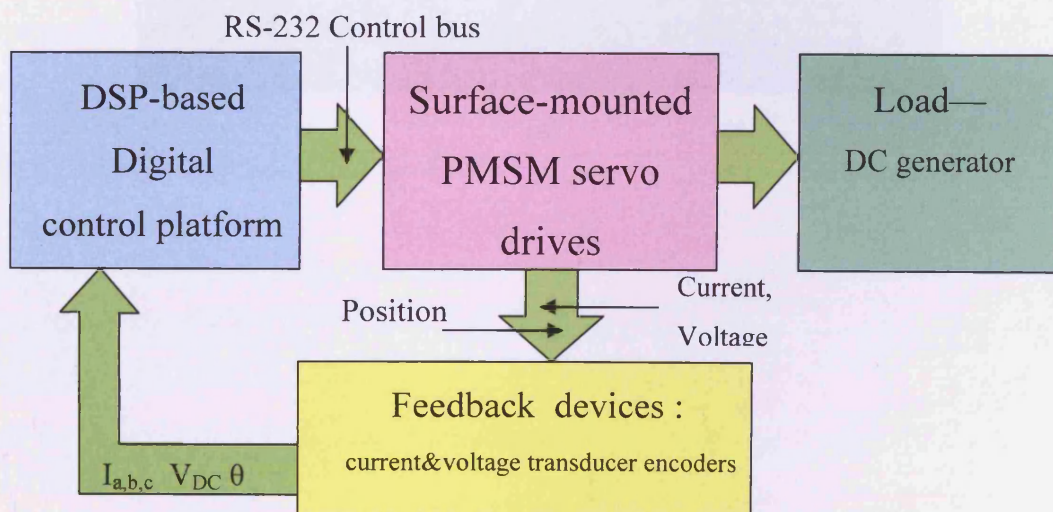 RS-232 Control bus
DSP-based
Digital
control platform
Surface-mounted
PMSM servo
drives
Load—
DC generator
Position
Current,
Voltage
Feedback devices :
current&voltage transducer encoders
Ia,b,c VDC θ